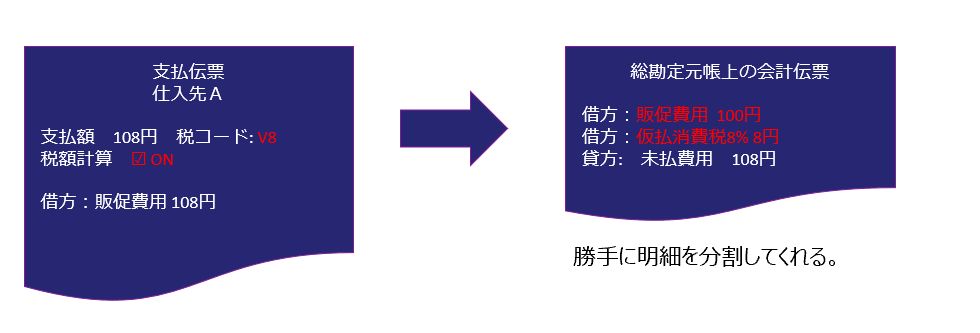 支払伝票
仕入先A
支払額　108円　税コード: V8
税額計算　☑ ON
借方：販促費用 108円
総勘定元帳上の会計伝票
借方：販促費用 100円
借方：仮払消費税8% 8円
貸方:　未払費用　108円
勝手に明細を分割してくれる。